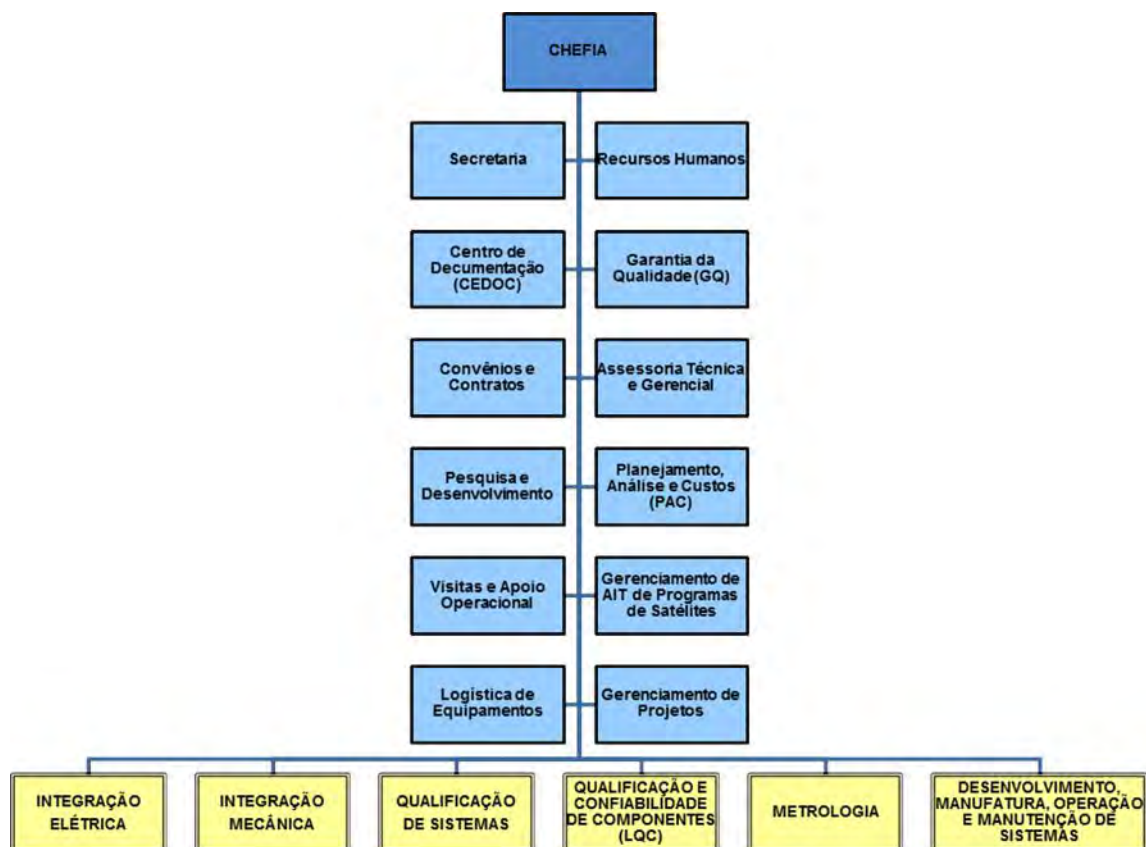 CHEFIA
Secretaria
Recursos Humanos
Centro de
Decumentação
(CEDOC)
Garantia da
Qualidade (GQ)
Convênios e
Contratos
Assessoria Técnica
e Gerencial
Pesquisa e
Desenvolvimento
Planejamento,
Análise e Custos
(PAC)
Visitas e Apoio
Operacional
Gerenciamento de
AIT de Programas
de Satélites
Logística de
Equipamentos
Gerenciamento de
Projetos
INTEGRAÇÃO
ELÉTRICA
INTEGRAÇÃO
MECÂNICA
QUALIFICAÇÃO
DE SISTEMAS
QUALIFICAÇÃO E
CONFIABILIDADE
DE COMPONENTES
(LQC)
METROLOGIA
DESENVOLVIMENTO,
MANUFATURA, OPERAÇÃO
E MANUTENÇÃO DE
SISTEMAS